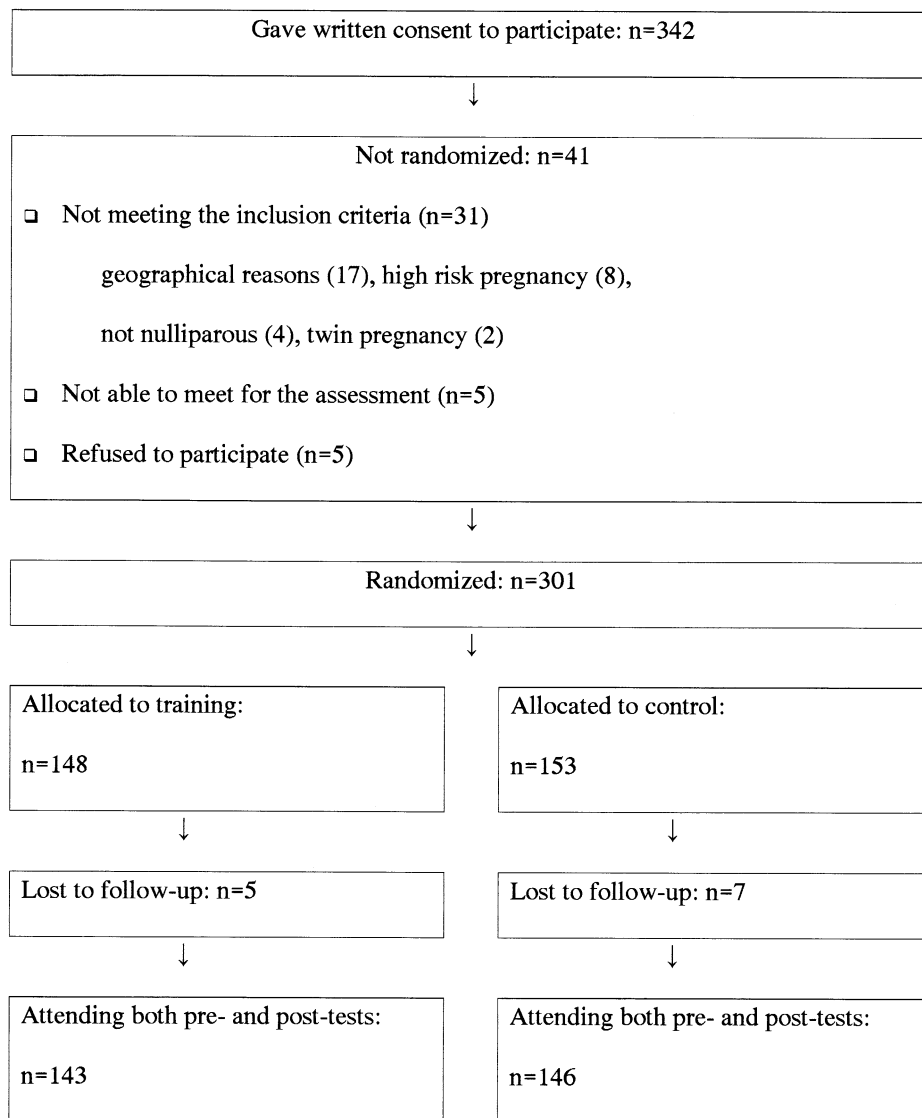 Gave written consent to participate: n=342
↓
Not randomized: n=41
❑ Not meeting the inclusion criteria (n=31)
geographical reasons (17), high risk pregnancy (8),
not nulliparous (4), twin pregnancy (2)
❑ Not able to meet for the assessment (n=5)
❑ Refused to participate (n=5)
↓
Randomized: n=301
↓
Allocated to training:
n=148
Allocated to control:
n=153
↓
↓
Lost to follow-up: n=5
Lost to follow-up: n=7
↓
↓
Attending both pre- and post-tests:
n=143
Attending both pre- and post-tests:
n=146